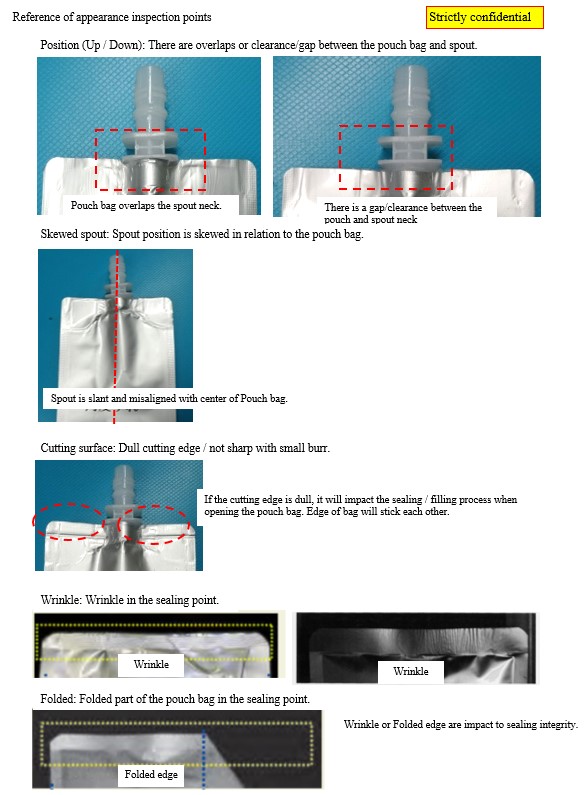 Reference of appearance inspection points
Strictly confidential
Position (Up / Down): There are overlaps or clearance/gap between the pouch bag and spout.
Pouch bag overlaps the spout neck.
There is a gap/clearance between the
pouch and spout neck
Skewed spout: Spout position is skewed in relation to the pouch bag.
Spout is slant and misaligned with center of Pouch bag.
Cutting surface: Dull cutting edge / not sharp with small burr.
If the cutting edge is dull, it will impact the sealing / filling process when
opening the pouch bag. Edge of bag will stick each other.
Wrinkle: Wrinkle in the sealing point.
Wrinkle
Wrinkle
Folded: Folded part of the pouch bag in the sealing point.
Wrinkle or Folded edge are impact to sealing integrity.
Folded edge